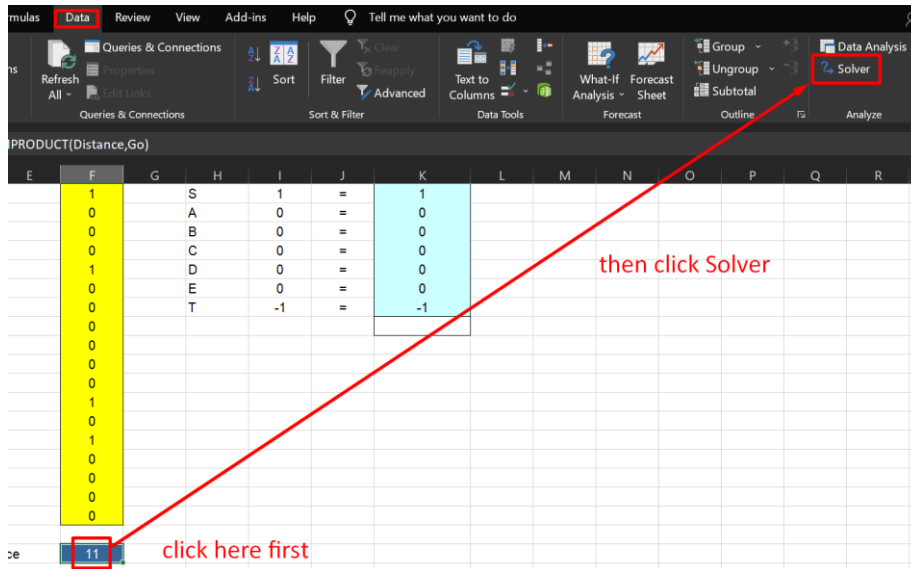 mulas Data Review View Add-ins Help Tell me what you want to do
ns Refresh All Queries & Connections Properties Edit Links
Sort Filter Clear Reapply Advanced
Text to Columns What-If Analysis Forecast Sheet
Group Ungroup Subtotal Data Analysis Solver
Queries & Connections Sort & Filter Data Tools Forecast Outline Analyze
IPRODUCT(Distance,Go)
E F G H I J K L M N O P Q R
1 S 1 = 1
0 A 0 = 0
0 B 0 = 0
0 C 0 = 0
1 D 0 = 0
0 E 0 = 0
0 T -1 = -1
0
0
0
0
1
0
1
0
0
0
0
then click Solver
ce 11 click here first